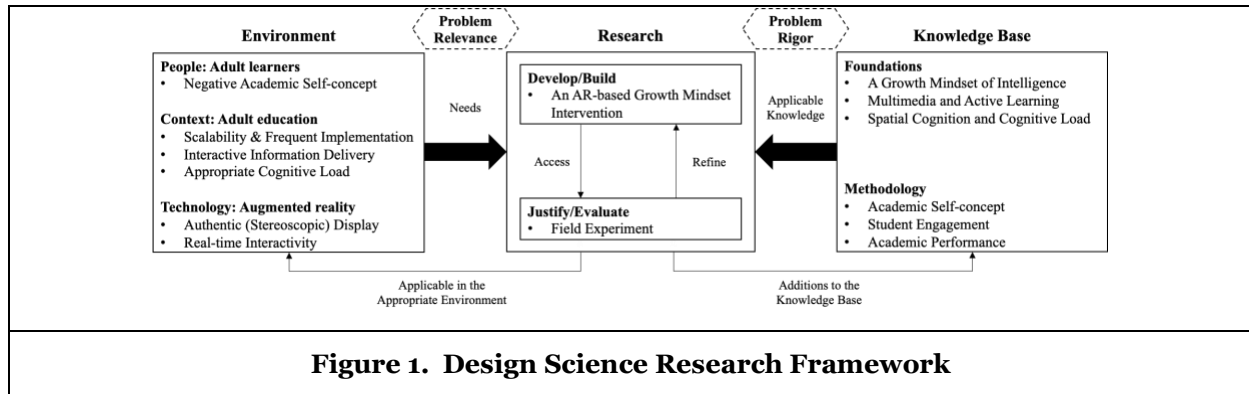 Environment
Problem
Relevance
Research
Problem
Rigor
Knowledge Base
People: Adult learners
• Negative Academic Self-concept
Context: Adult education
• Scalability & Frequent Implementation
• Interactive Information Delivery
• Appropriate Cognitive Load
Technology: Augmented reality
• Authentic (Stereoscopic) Display
• Real-time Interactivity
Needs
Develop/Build
• An AR-based Growth Mindset
Intervention
Access
Refine
Justify/Evaluate
• Field Experiment
Applicable
Knowledge
Foundations
• A Growth Mindset of Intelligence
• Multimedia and Active Learning
• Spatial Cognition and Cognitive Load
Methodology
• Academic Self-concept
• Student Engagement
• Academic Performance
Applicable in the
Appropriate Environment
Additions to the
Knowledge Base
Figure 1. Design Science Research Framework